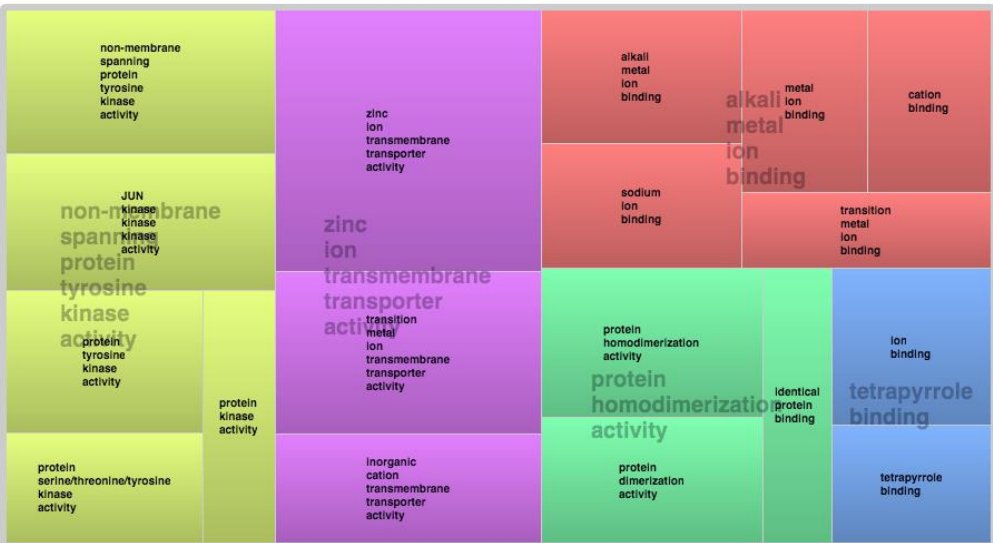 non-membrane
spanning
protein
tyrosine
kinase
activity
JUN
kinase
kinase
kinase
activity
non-membrane
spanning
protein
tyrosine
kinase
activity
protein
tyrosine
kinase
activity
protein
kinase
activity
protein
serine/threonine/tyrosine
kinase
activity
zinc
ion
transmembrane
transporter
activity
zinc
ion
transmembrane
transporter
activity
transition
metal
ion
transmembrane
transporter
activity
inorganic
cation
transmembrane
transporter
activity
alkali
metal
ion
binding
alkali
metal
ion
binding
metal
ion
binding
cation
binding
sodium
ion
binding
transition
metal
ion
binding
protein
homodimerization
activity
protein
homodimerization
activity
identical
protein
binding
protein
dimerization
activity
ion
binding
tetrapyrrole
binding
tetrapyrrole
binding